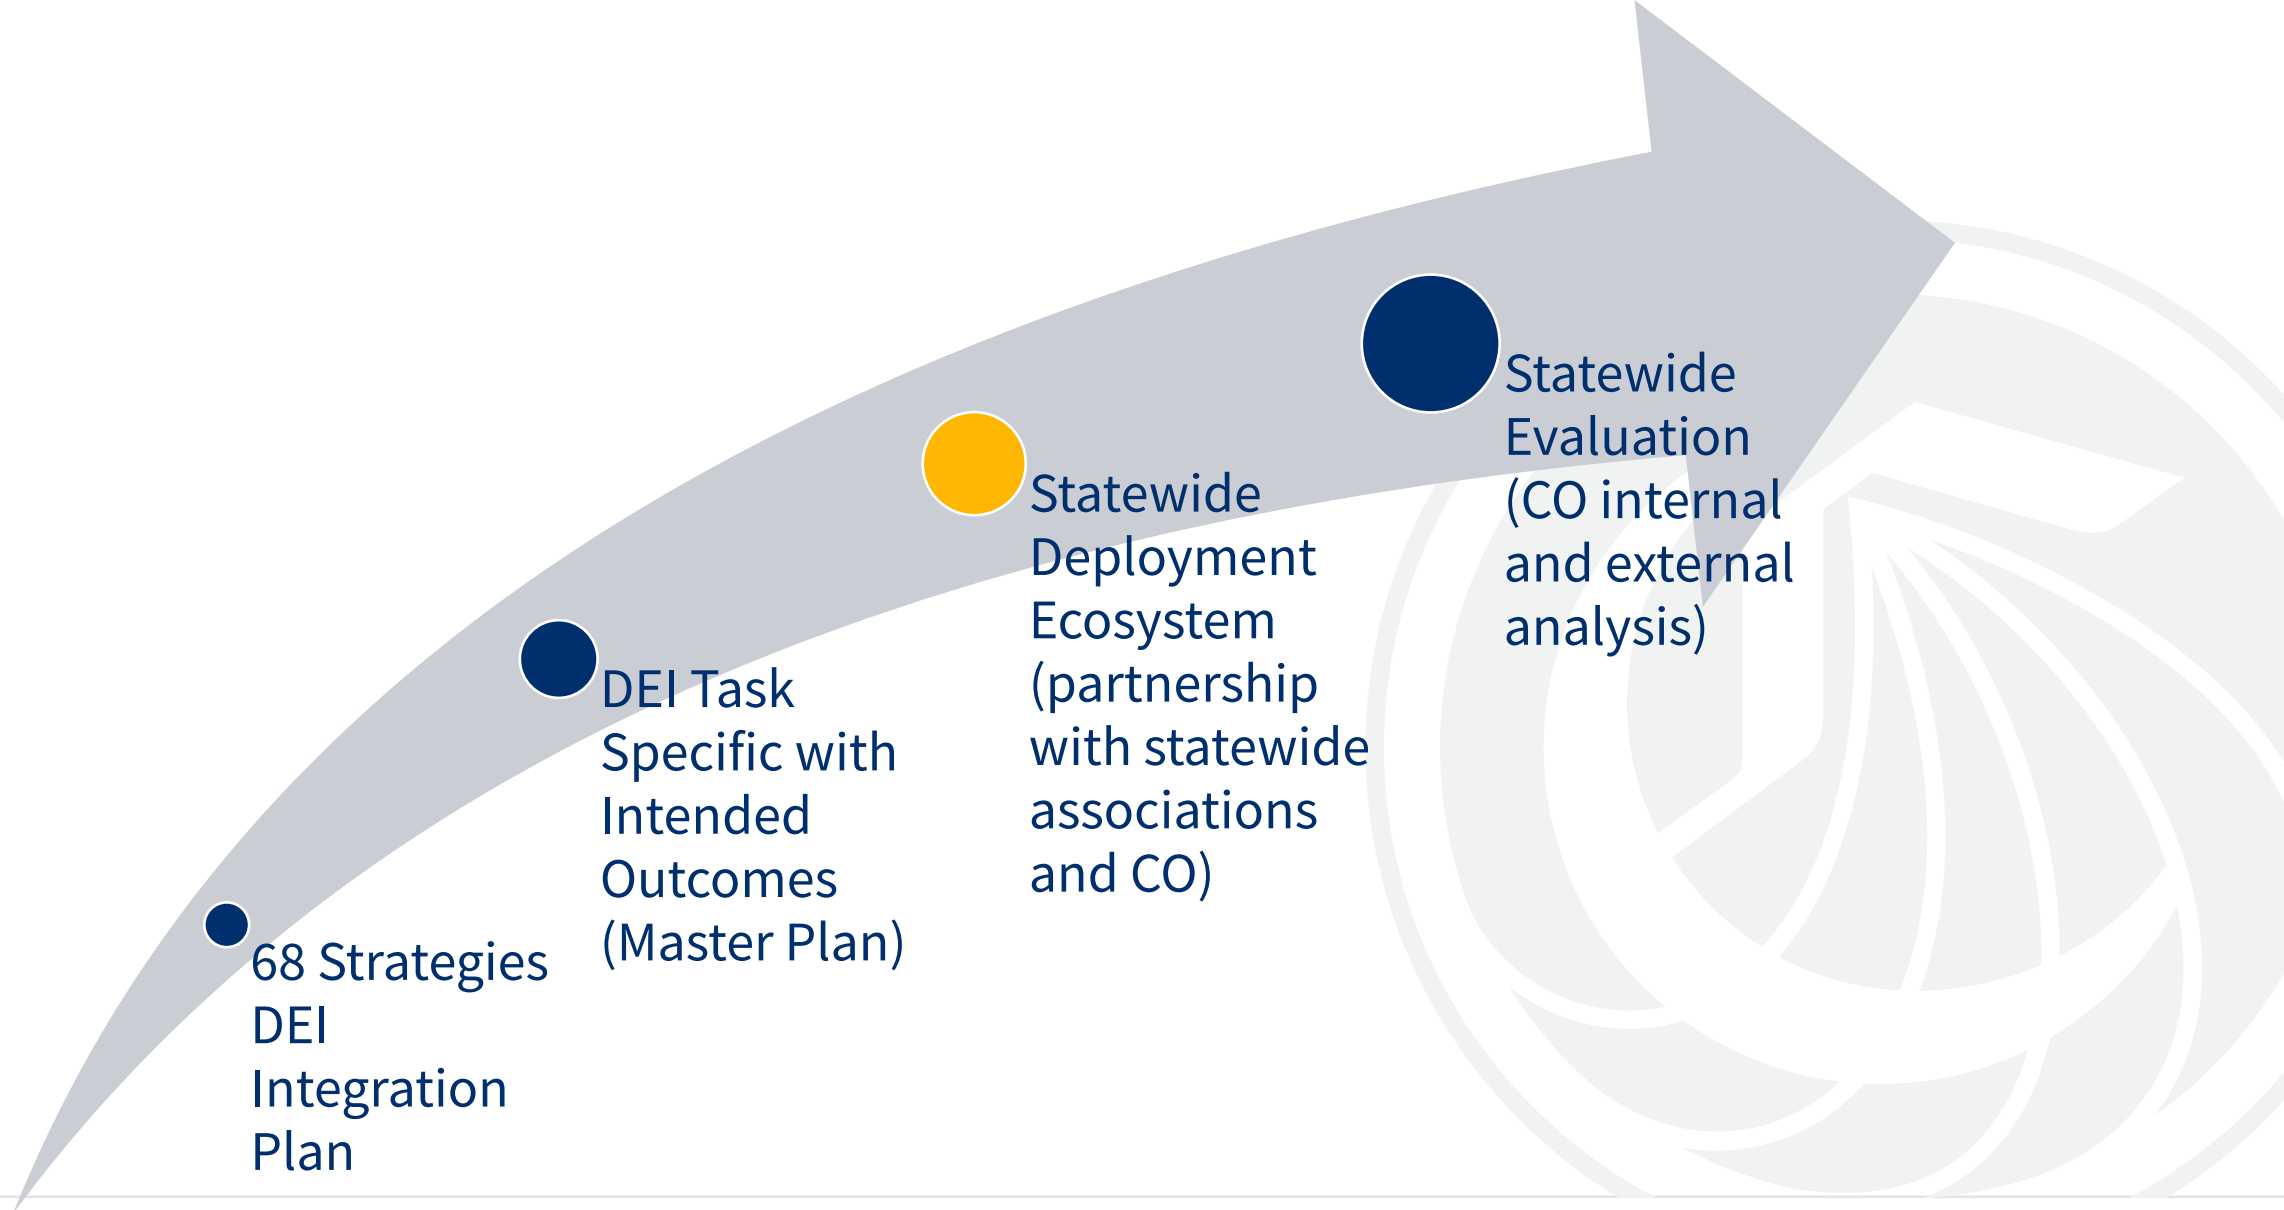 68 Strategies
DEI
Integration
Plan
DEI Task
Specific with
Intended
Outcomes
(Master Plan)
Statewide
Deployment
Ecosystem
(partnership
with statewide
associations
and CO)
Statewide
Evaluation
(CO internal
and external
analysis)